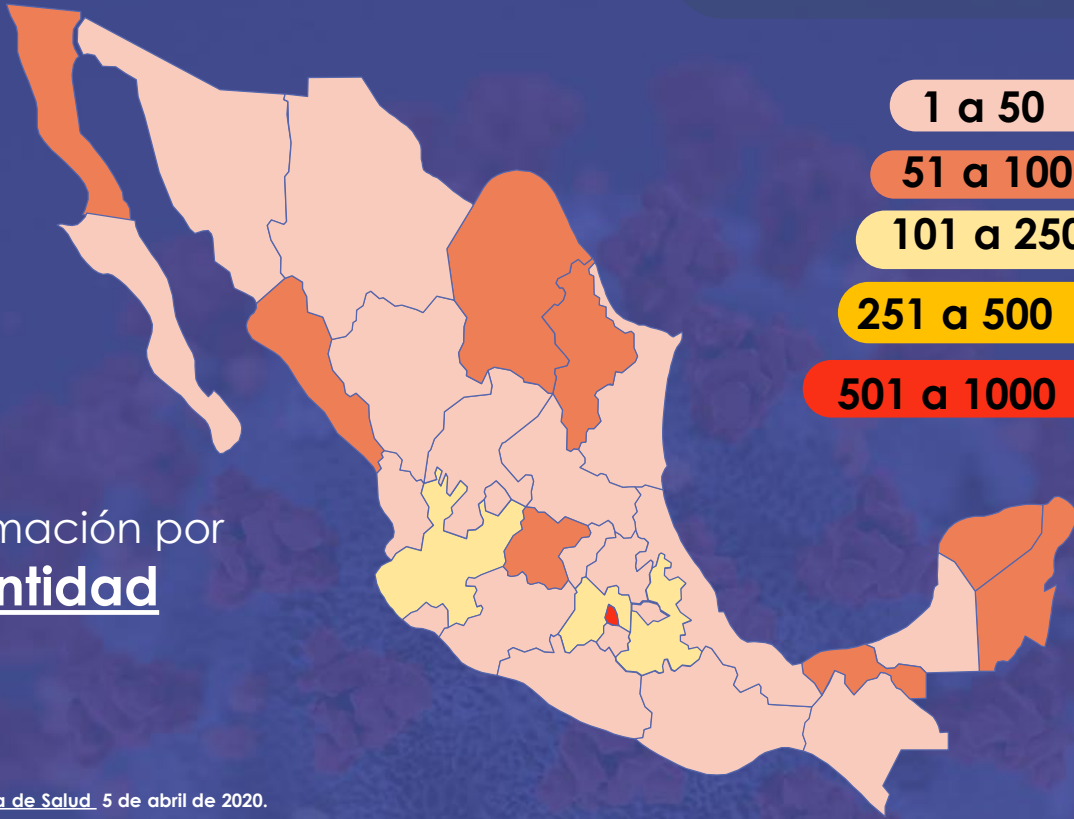 1 a 50
51 a 100
101 a 250
251 a 500
501 a 1000
mación por
ntidad
a de Salud 5 de abril de 2020.